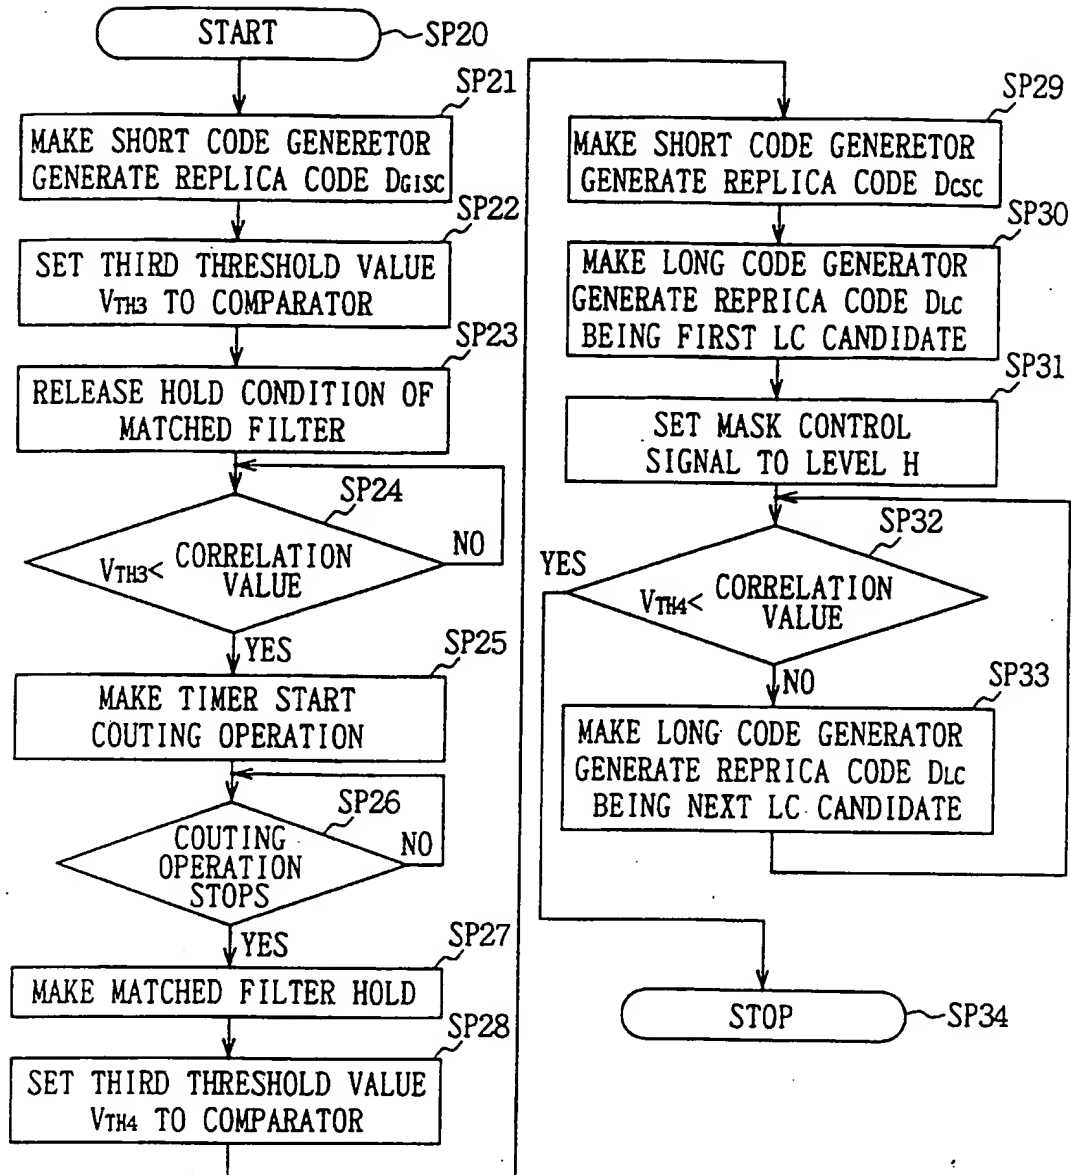 START
SP20
SP21
MAKE SHORT CODE GENERETOR
GENERATE REPLICA CODE DGISC
SP22
SET THIRD THRESHOLD VALUE
VTH3 TO COMPARATOR
SP23
RELEASE HOLD CONDITION OF
MATCHED FILTER
SP24
VTH3< CORRELATION
VALUE
NO
YES
SP25
MAKE TIMER START
COUTING OPERATION
SP26
COUTING
OPERATION
STOPS
NO
YES
SP27
MAKE MATCHED FILTER HOLD
SP28
SET THIRD THRESHOLD VALUE
VTH4 TO COMPARATOR
SP29
MAKE SHORT CODE GENERETOR
GENERATE REPLICA CODE DCSC
SP30
MAKE LONG CODE GENERATOR
GENERATE REPRICA CODE DLC
BEING FIRST LC CANDIDATE
SP31
SET MASK CONTROL
SIGNAL TO LEVEL H
SP32
YES
VTH4< CORRELATION
VALUE
NO
SP33
MAKE LONG CODE GENERATOR
GENERATE REPRICA CODE DLC
BEING NEXT LC CANDIDATE
STOP
SP34